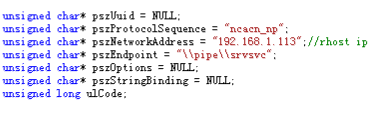 unsigned char* pszUuid = NULL;
unsigned char* pszProtocolSequence = "ncacn_np";
unsigned char* pszNetworkAddress = "192.168.1.113";//rhost ip
unsigned char* pszEndpoint = "\\pipe\\srvsvc";
unsigned char* pszOptions = NULL;
unsigned char* pszStringBinding = NULL;
unsigned long ulCode;